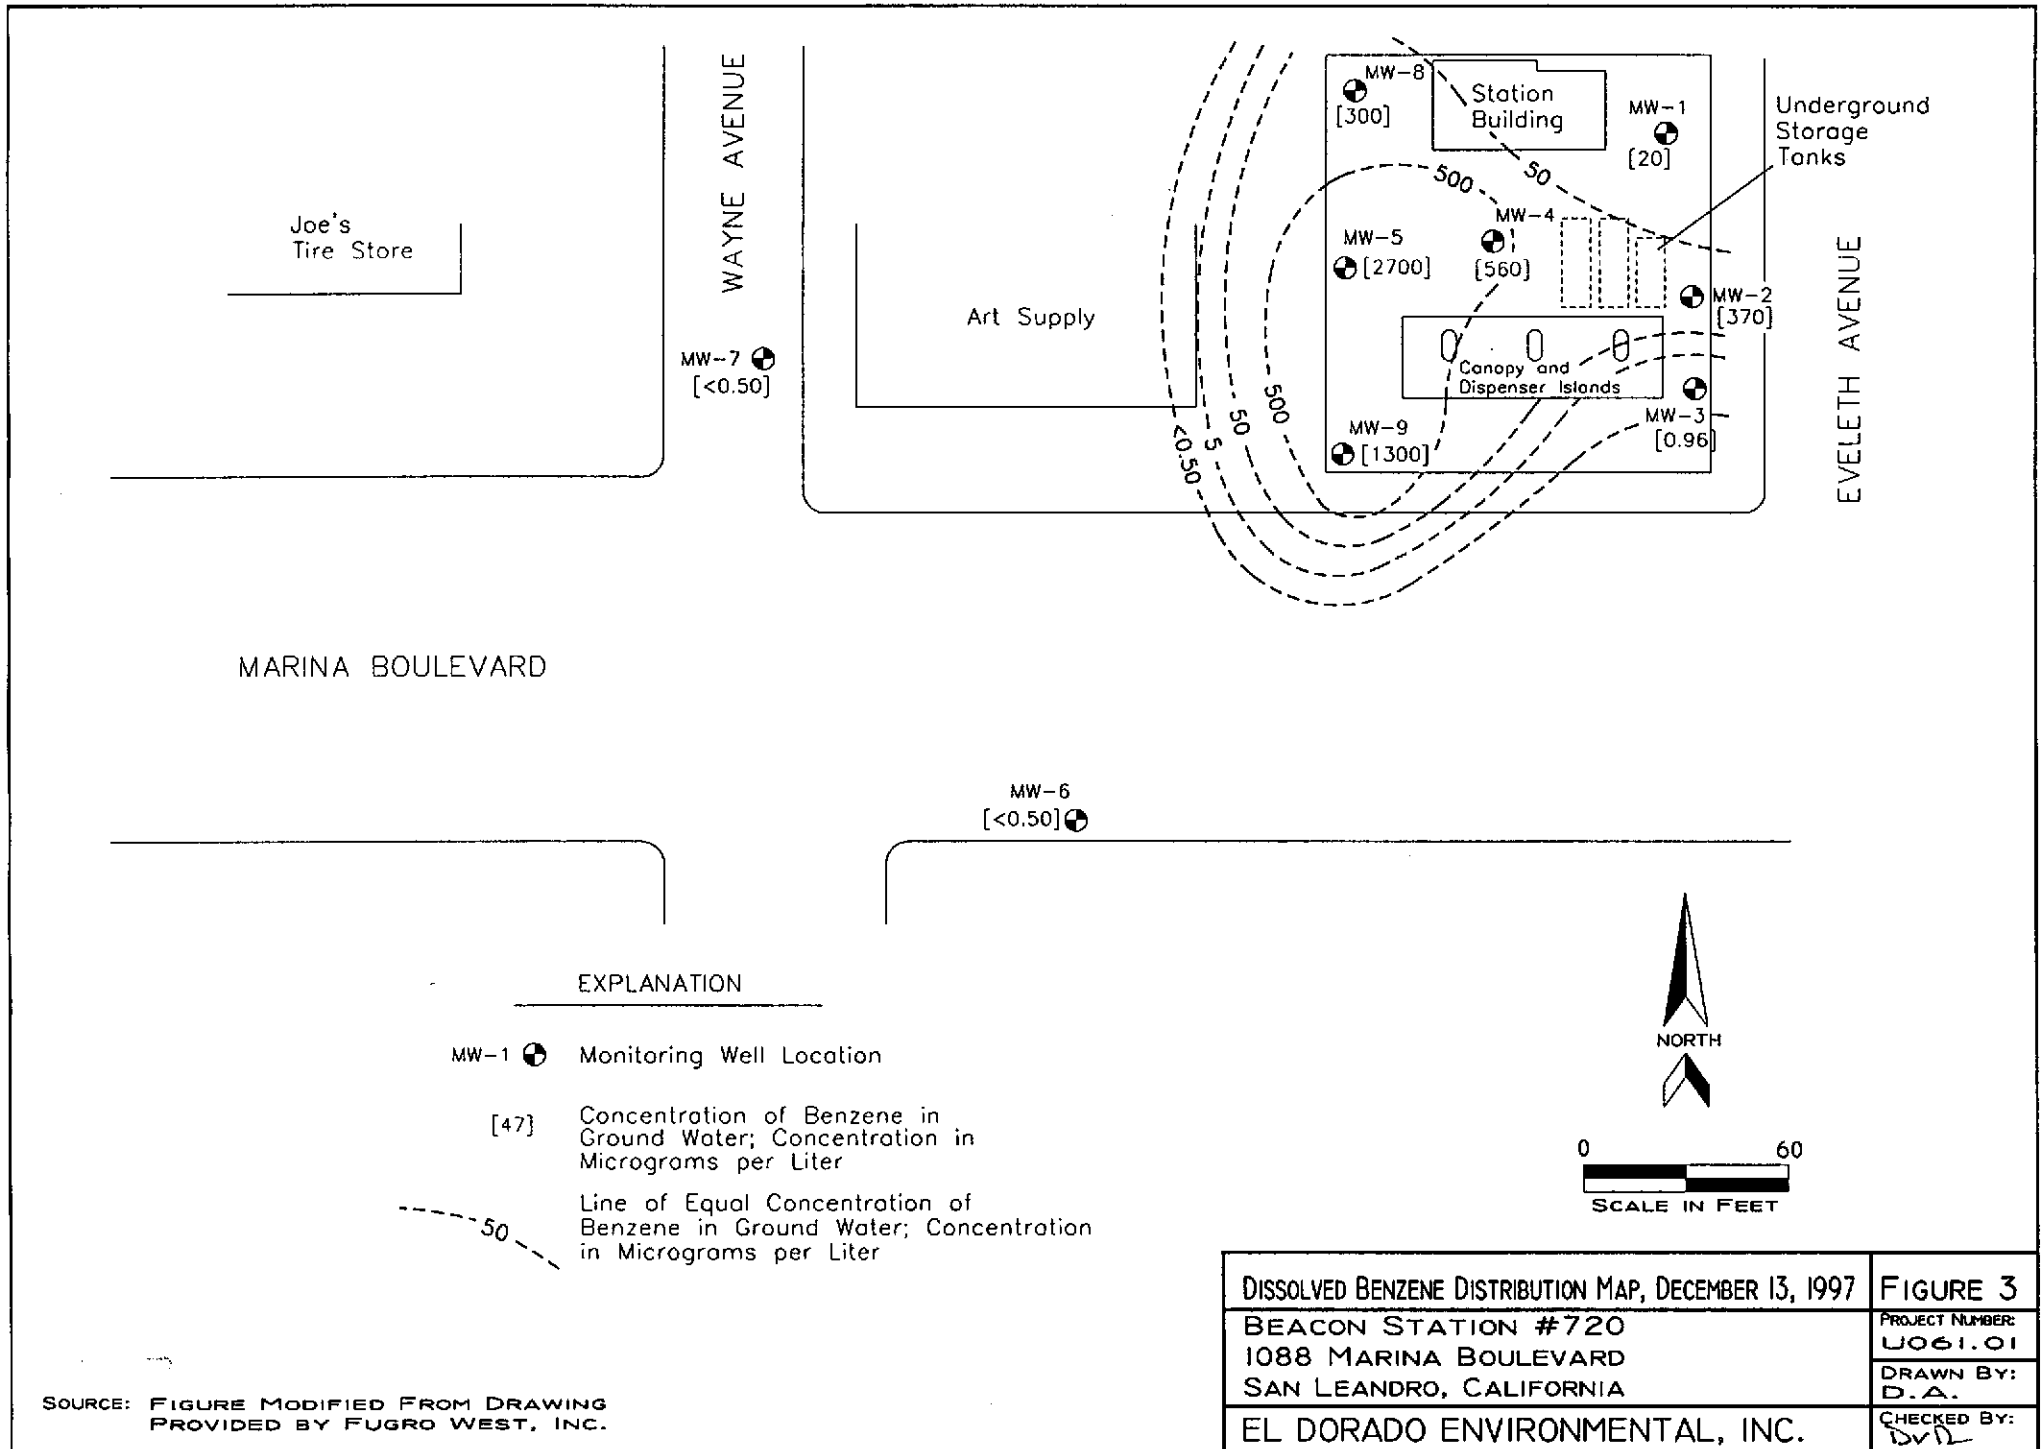 WAYNE AVENUE
MW-8
[300]
Station
Building
MW-1
[20]
Underground
Storage
Tanks
500
50
Joe's
Tire Store
MW-4
[560]
MW-5
[2700]
Art Supply
MW-2
[370]
EVELETH AVENUE
MW-7
[<0.50]
Canopy and
Dispenser Islands
500
50
5
<0.50
MW-9
[1300]
MW-3
[0.96]
MARINA BOULEVARD
MW-6
[<0.50]
EXPLANATION
MW-1 Monitoring Well Location
[47] Concentration of Benzene in
Ground Water; Concentration in
Micrograms per Liter
50 Line of Equal Concentration of
Benzene in Ground Water; Concentration
in Micrograms per Liter
NORTH
0 60
SCALE IN FEET
DISSOLVED BENZENE DISTRIBUTION MAP, DECEMBER 13, 1997
FIGURE 3
BEACON STATION #720
1088 MARINA BOULEVARD
SAN LEANDRO, CALIFORNIA
PROJECT NUMBER:
U061.01
DRAWN BY:
D.A.
EL DORADO ENVIRONMENTAL, INC.
CHECKED BY:
SOURCE: FIGURE MODIFIED FROM DRAWING
PROVIDED BY FUGRO WEST, INC.